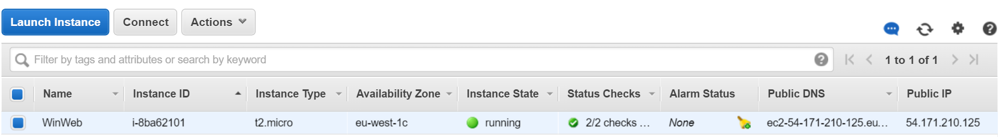 Launch Instance Connect Actions
Filter by tags and attributes or search by keyword 1 to 1 of 1
Name Instance ID Instance Type Availability Zone Instance State Status Checks Alarm Status Public DNS Public IP
WinWeb i-8ba62101 t2.micro eu-west-1c running 2/2 checks ... None ec2-54-171-210-125.eu... 54.171.210.125